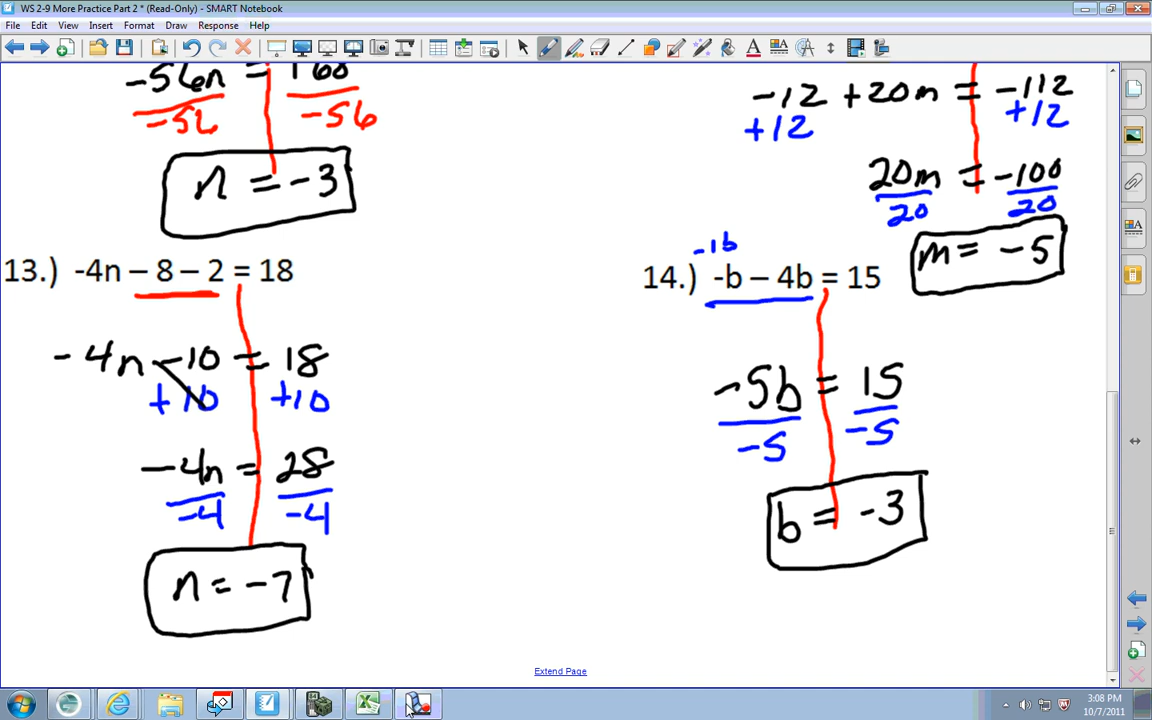 WS 2-9 More Practice Part 2 * (Read-Only) - SMART Notebook
File Edit View Insert Format Draw Response Help
-56n = 168
-56 -56
n = -3
-12 +20m = -112
+12 +12
20m = -100
20 20
m = -5
13.) -4n – 8 – 2 = 18
-4n -10 = 18
+10 +10
-4n = 28
-4 -4
n = -7
-1b
14.) -b – 4b = 15
-5b = 15
-5 -5
b = -3
Extend Page
3:08 PM
10/7/2011